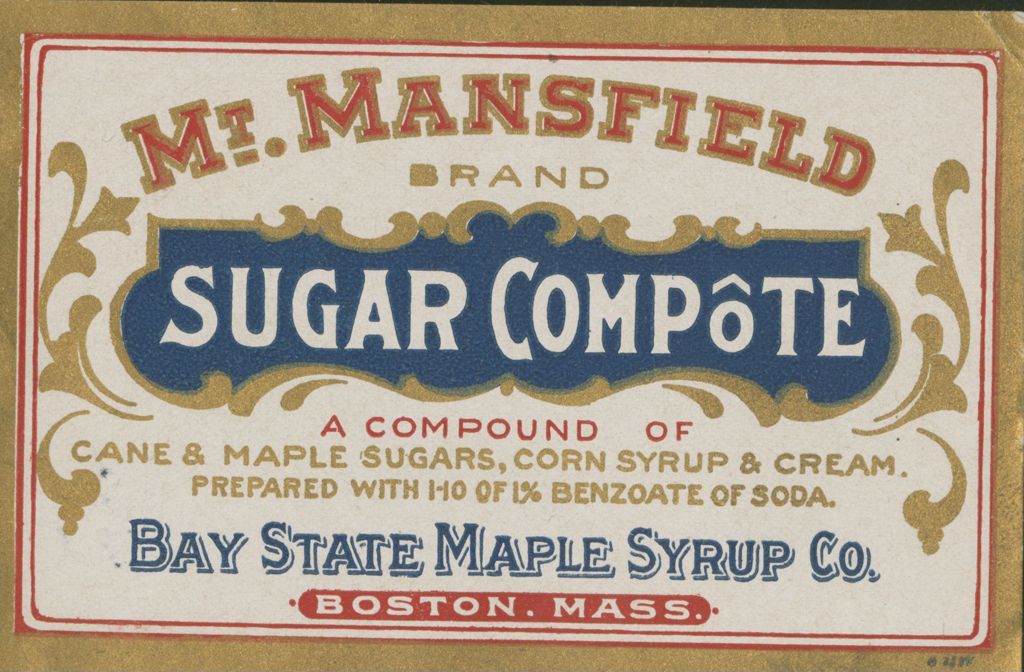 MT. MANSFIELD
BRAND
SUGAR COMPÔTE
A COMPOUND OF
CANE & MAPLE SUGARS, CORN SYRUP & CREAM.
PREPARED WITH 1-10 OF 1% BENZOATE OF SODA.
BAY STATE MAPLE SYRUP CO.
BOSTON. MASS.